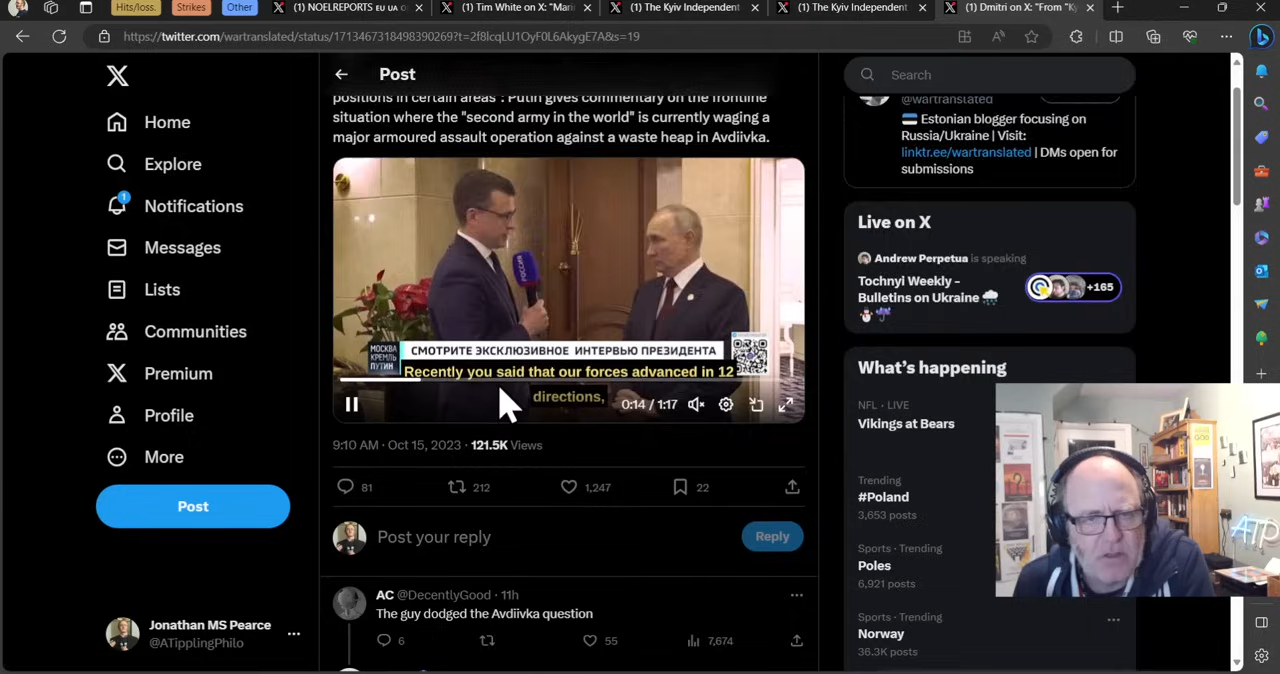 Hits/loss.
Strikes
Other
NOELREPORTS EU UA
Tim White on X: "Mari
The Kyiv Independent
The Kyiv Independent
Dmitri on X: "From "Ky
https://twitter.com/wartranslated/status/1713467318498390269?t=2f8lcqLU1OyF0L6AkygE7A&s=19
Post
Search
Home
Explore
1
Notifications
Messages
Lists
Communities
Premium
Profile
More
Post
Jonathan MS Pearce
@ATipplingPhilo
positions in certain areas". Putin gives commentary on the frontline
situation where the "second army in the world" is currently waging a
major armoured assault operation against a waste heap in Avdiivka.
РОССИЯ
МОСКВА
КРЕМЛЬ
ПУТИН
СМОТРИТЕ ЭКСКЛЮЗИВНОЕ ИНТЕРВЬЮ ПРЕЗИДЕНТА
Recently you said that our forces advanced in 12
directions,
0:14 / 1:17
9:10 AM · Oct 15, 2023 · 121.5K Views
81
212
1,247
22
Post your reply
Reply
AC @DecentlyGood · 11h
The guy dodged the Avdiivka question
6
55
7,674
@wartranslated
Estonian blogger focusing on
Russia/Ukraine | Visit:
linktr.ee/wartranslated | DMs open for
submissions
Live on X
Andrew Perpetua is speaking
Tochnyi Weekly –
Bulletins on Ukraine
+165
What's happening
NFL · LIVE
Vikings at Bears
Trending
#Poland
3,653 posts
Sports · Trending
Poles
6,921 posts
Sports · Trending
Norway
36.3K posts
GOD
ATP